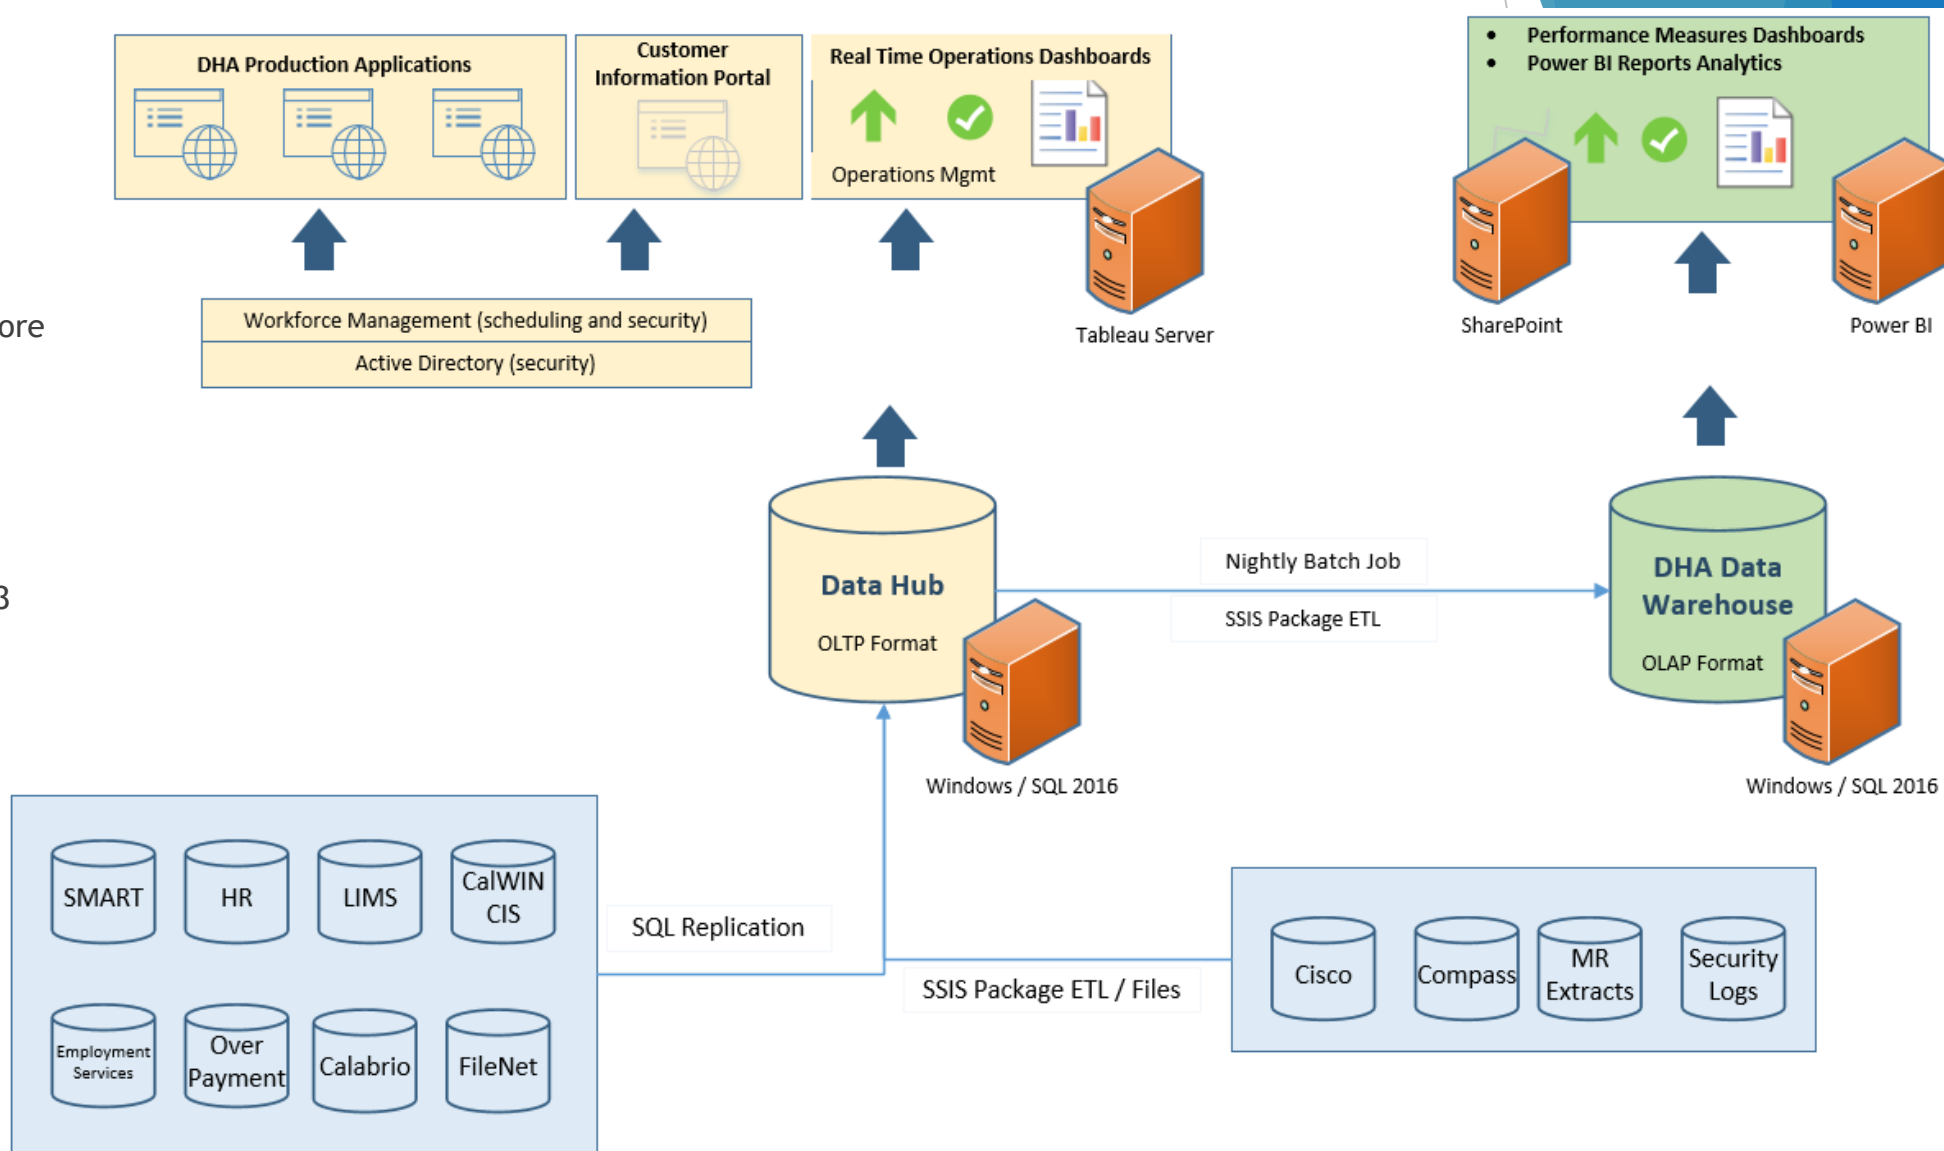 DHA Production Applications
Customer
Information Portal
Real Time Operations Dashboards
Operations Mgmt
• Performance Measures Dashboards
• Power BI Reports Analytics
Tableau Server
SharePoint
Power BI
ore
Workforce Management (scheduling and security)
Active Directory (security)
Data Hub
OLTP Format
Nightly Batch Job
SSIS Package ETL
DHA Data
Warehouse
OLAP Format
Windows / SQL 2016
Windows / SQL 2016
SMART
HR
LIMS
CalWIN
CIS
SQL Replication
SSIS Package ETL / Files
Cisco
Compass
MR
Extracts
Security
Logs
Employment
Services
Over
Payment
Calabrio
FileNet